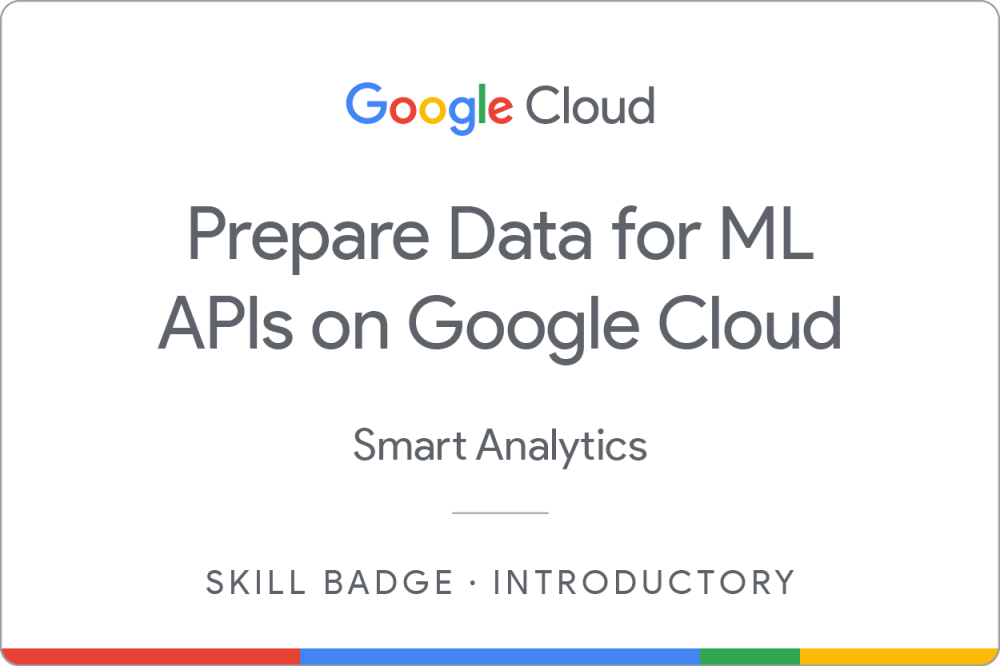 Google Cloud
Prepare Data for ML
APIs on Google Cloud
Smart Analytics
SKILL BADGE · INTRODUCTORY